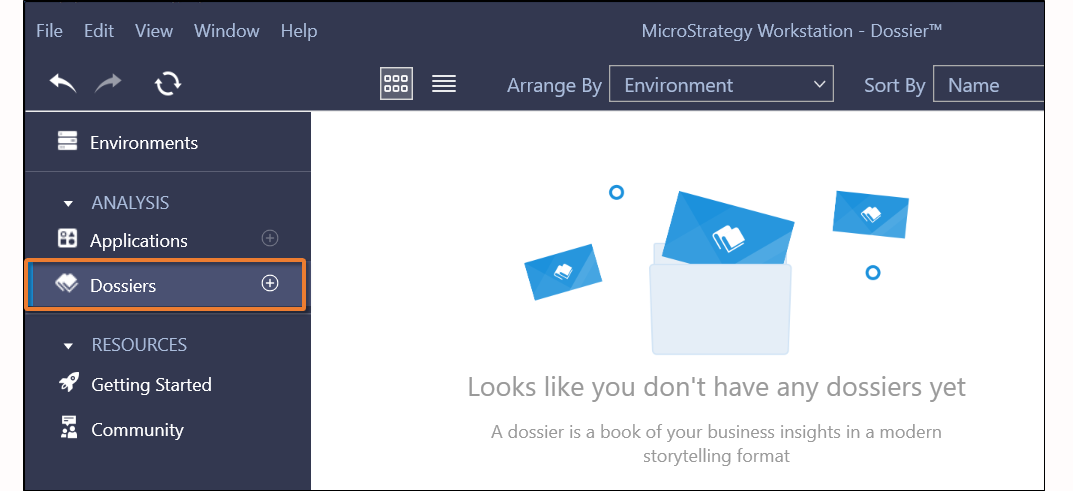 File Edit View Window Help
MicroStrategy Workstation - Dossier™
Arrange By Environment Sort By Name
Environments
ANALYSIS
Applications
Dossiers
RESOURCES
Getting Started
Community
Looks like you don't have any dossiers yet
A dossier is a book of your business insights in a modern
storytelling format